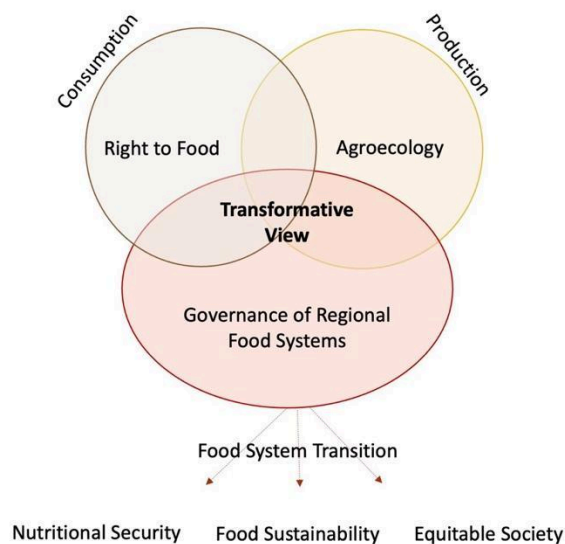 Consumption
Production
Right to Food
Agroecology
Transformative
View
Governance of Regional
Food Systems
Food System Transition
Nutritional Security
Food Sustainability
Equitable Society